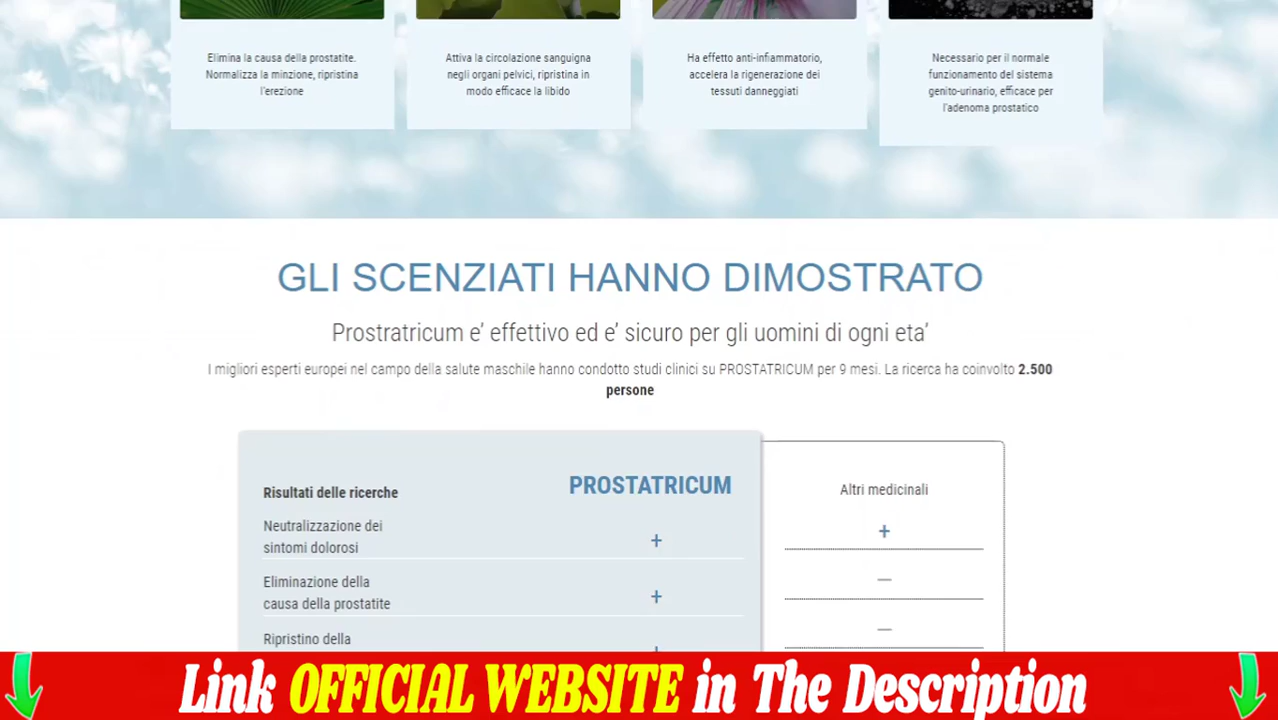 Elimina la causa della prostatite.
Normalizza la minzione, ripristina
l'erezione
Attiva la circolazione sanguigna
negli organi pelvici, ripristina in
modo efficace la libido
Ha effetto anti-infiammatorio,
accelera la rigenerazione dei
tessuti danneggiati
Necessario per il normale
funzionamento del sistema
genito-urinario, efficace per
l'adenoma prostatico
GLI SCENZIATI HANNO DIMOSTRATO
Prostratricum e' effettivo ed e' sicuro per gli uomini di ogni eta'
I migliori esperti europei nel campo della salute maschile hanno condotto studi clinici su PROSTATRICUM per 9 mesi. La ricerca ha coinvolto 2.500
persone
Risultati delle ricerche
PROSTATRICUM
Altri medicinali
Neutralizzazione dei
sintomi dolorosi
+
+
Eliminazione della
causa della prostatite
+
—
Ripristino della
+
—
Link OFFICIAL WEBSITE in The Description